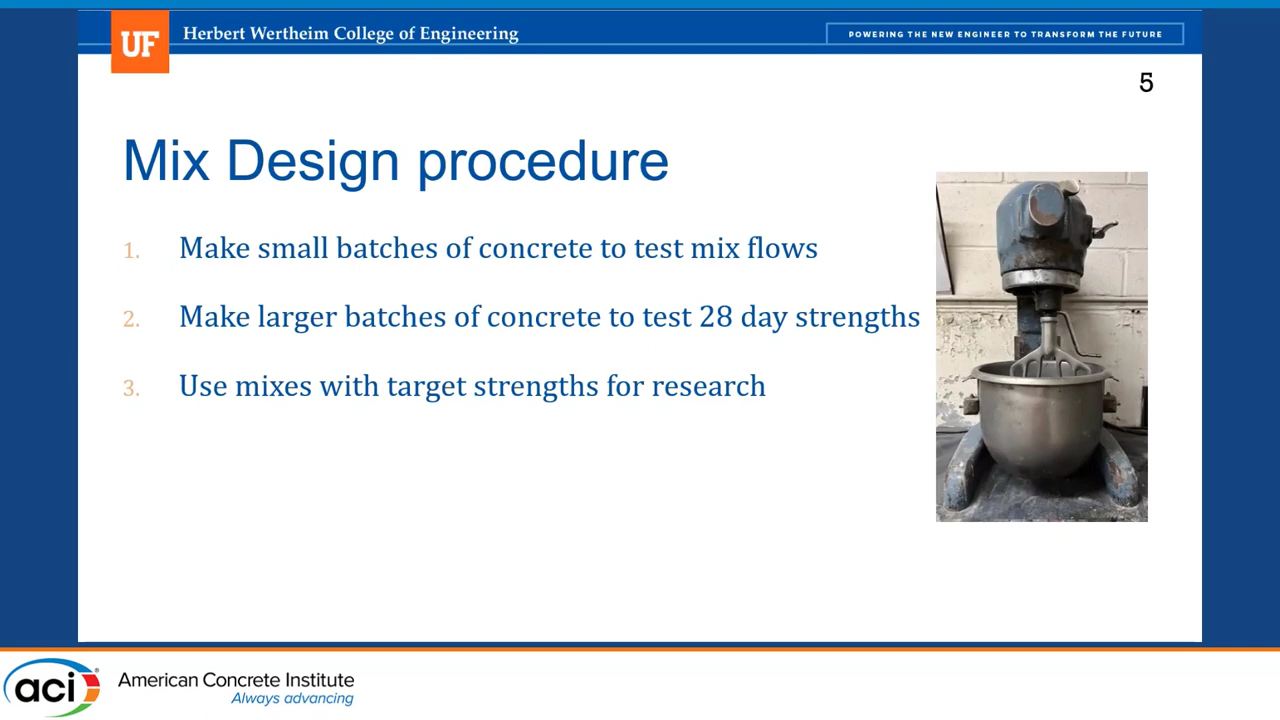 UF
Herbert Wertheim College of Engineering
POWERING THE NEW ENGINEER TO TRANSFORM THE FUTURE
5
Mix Design procedure
1. Make small batches of concrete to test mix flows
2. Make larger batches of concrete to test 28 day strengths
3. Use mixes with target strengths for research
aci®
American Concrete Institute
Always advancing